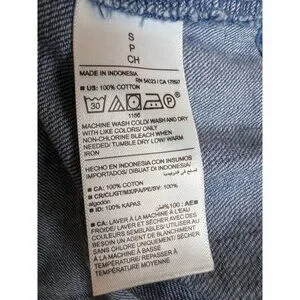 S
P
CH
MADE IN INDONESIA
RN 54023 / CA 17897
■ US: 100% COTTON
30
1166
MACHINE WASH COLD/ WASH AND DRY
WITH LIKE COLORS/ ONLY
NON-CHLORINE BLEACH WHEN
NEEDED/ TUMBLE DRY LOW/ WARM
IRON
HECHO EN INDONESIA CON INSUMOS
IMPORTADOS/ DIBUAT DI INDONESIA/
■ CA: 100% COTON
■ CR/CL/GT/MX/PA/PE/SV: 100%
algodón
■ ID: 100% KAPAS
100 : AE■
■ CA: LAVER À LA MACHINE À L'EAU
FROIDE/ LAVER ET SÉCHER AVEC DES
COULEURS SEMBLABLES/ UTILISER UN
AGENT DE BLANCHIMENT
SANS CHLORE UNIQUEMENT/ SÉCHER
PAR CULBUTAGE À BASSE
TEMPÉRATURE/ REPASSER À
TEMPÉRATURE MOYENNE